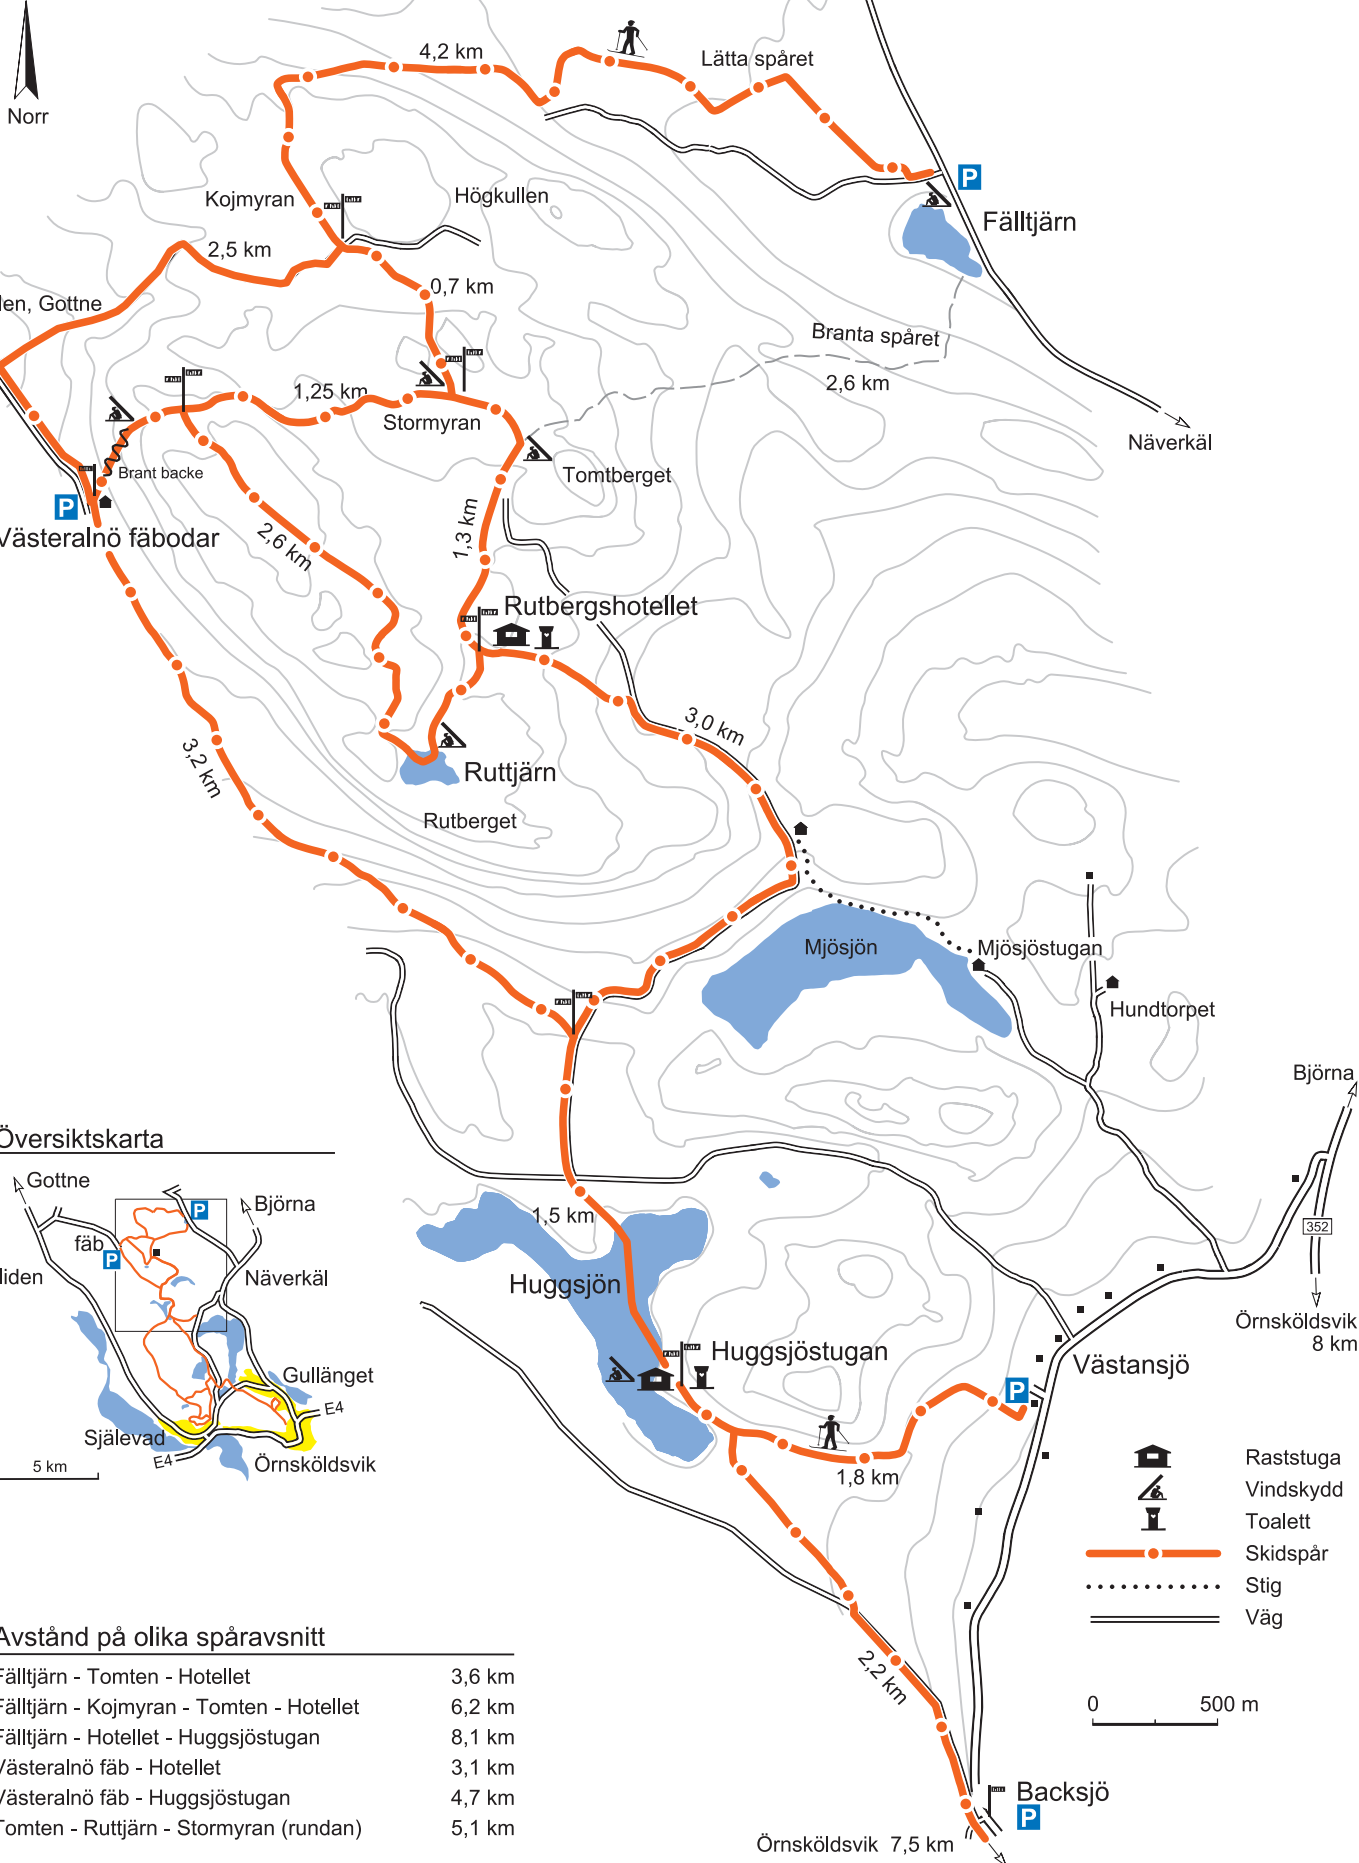 Norr
4,2 km
Lätta spåret
P
Fälltjärn
Kojmyran
Högkullen
2,5 km
0,7 km
len, Gottne
Branta spåret
2,6 km
Näverkäl
1,25 km
Stormyran
Tomtberget
Brant backe
P
Västeralnö fäbodar
2,6 km
1,3 km
Rutbergshotellet
3,0 km
3,2 km
Ruttjärn
Rutberget
Mjösjön
Mjösjöstugan
Hundtorpet
Björna
352
Örnsköldsvik
8 km
Västansjö
P
1,5 km
Huggsjön
Huggsjöstugan
1,8 km
2,2 km
Backsjö
P
Örnsköldsvik 7,5 km
Översiktskarta
Gottne
P
Björna
fäb
P
liden
Näverkäl
Gullänget
E4
Själevad
E4
Örnsköldsvik
5 km
Raststuga
Vindskydd
Toalett
Skidspår
Stig
Väg
0 500 m
Avstånd på olika spåravsnitt
Fälltjärn - Tomten - Hotellet 3,6 km
Fälltjärn - Kojmyran - Tomten - Hotellet 6,2 km
Fälltjärn - Hotellet - Huggsjöstugan 8,1 km
Västeralnö fäb - Hotellet 3,1 km
Västeralnö fäb - Huggsjöstugan 4,7 km
Tomten - Ruttjärn - Stormyran (rundan) 5,1 km